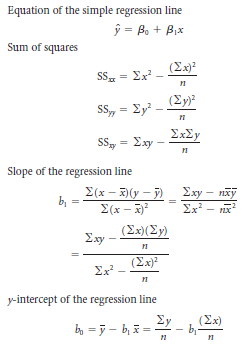 Equation of the simple regression line
ŷ = B₀ + B₁x
Sum of squares
SSₓₓ = Σx² − (Σx)²/n
SSᵧᵧ = Σy² − (Σy)²/n
SSₓᵧ = Σxy − ΣxΣy/n
Slope of the regression line
b₁ = Σ(x − x̄)(y − ȳ)/Σ(x − x̄)² = (Σxy − nx̄ȳ)/(Σx² − nx̄²)
= (Σxy − (Σx)(Σy)/n)/(Σx² − (Σx)²/n)
y-intercept of the regression line
b₀ = ȳ − b₁x̄ = Σy/n − b₁(Σx)/n